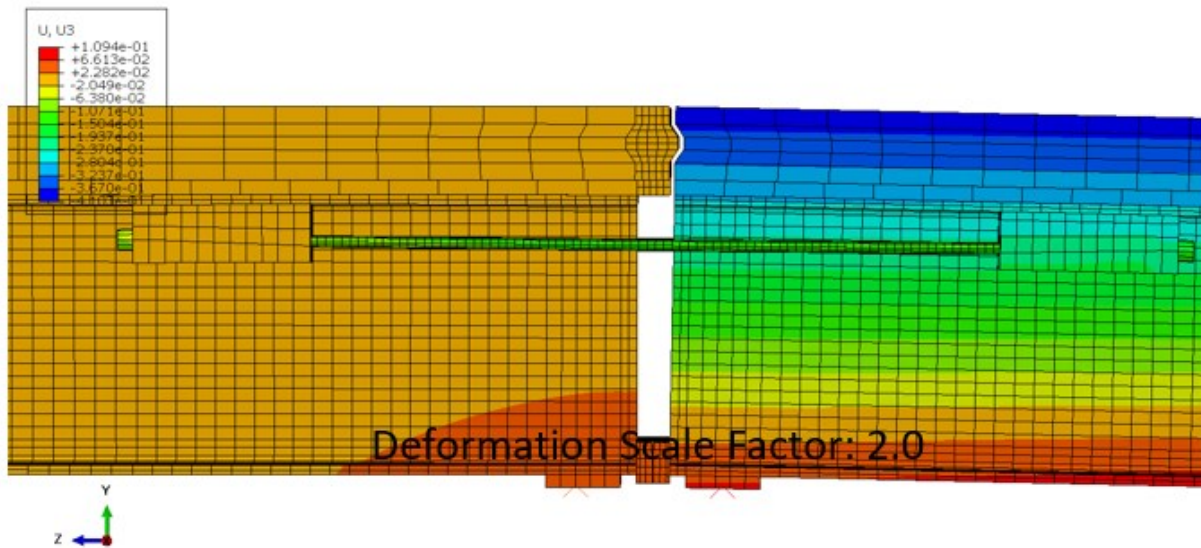 U, U3
+1.094e-01
+6.613e-02
+2.282e-02
-2.049e-02
-6.380e-02
-1.071e-01
-1.504e-01
-1.937e-01
-2.370e-01
-2.804e-01
-3.237e-01
-3.670e-01
Deformation Scale Factor: 2.0
Y
Z